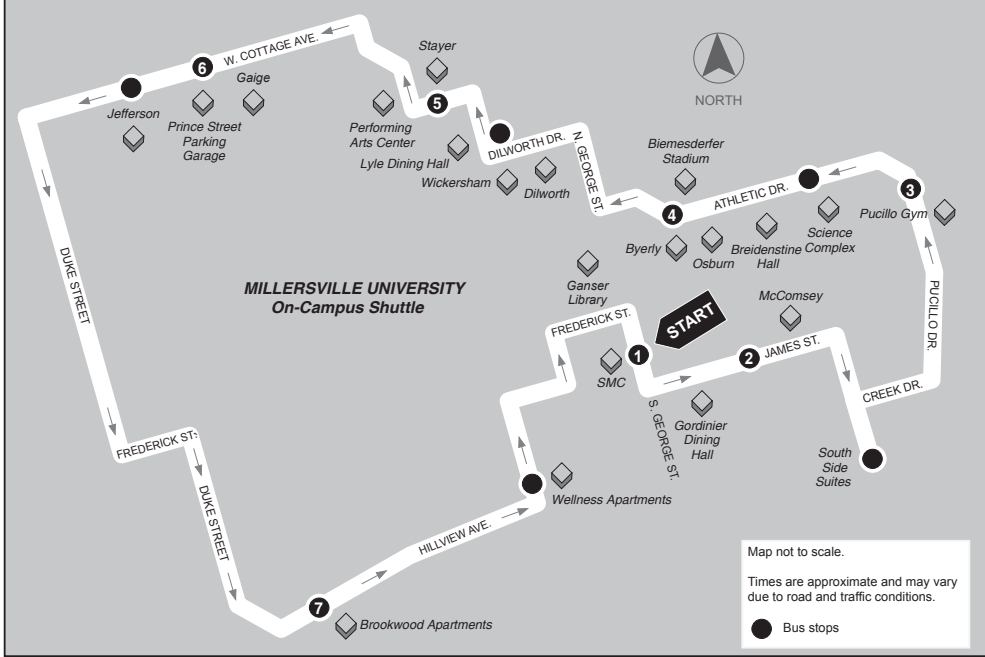 W. COTTAGE AVE.
6
Stayer
Gaige
5
NORTH
Jefferson
Prince Street
Parking
Garage
Performing
Arts Center
Lyle Dining Hall
Wickersham
DILWORTH DR.
Dilworth
N. GEORGE ST.
Biemesderfer
Stadium
ATHLETIC DR.
3
4
Pucillo Gym
Science
Complex
Breidenstine
Hall
Osburn
Byerly
DUKE STREET
MILLERSVILLE UNIVERSITY
On-Campus Shuttle
Ganser
Library
McComsey
PUCILLO DR.
START
FREDERICK ST.
1
2
JAMES ST.
SMC
CREEK DR.
S. GEORGE ST.
Gordinier
Dining
Hall
FREDERICK ST.
South
Side
Suites
DUKE STREET
Wellness Apartments
HILLVIEW AVE.
7
Brookwood Apartments
Map not to scale.
Times are approximate and may vary
due to road and traffic conditions.
Bus stops